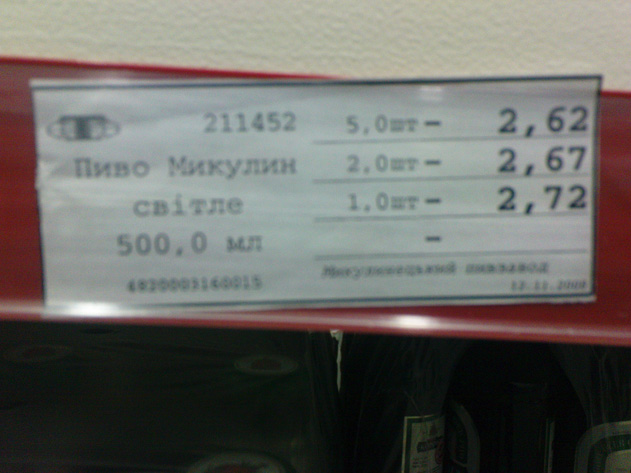 211452
Пиво Микулин
світле
500,0 мл
4820003160015
5,0шт - 2,62
2,0шт - 2,67
1,0шт - 2,72
-
Микулинецький пивзавод
12.11.2008